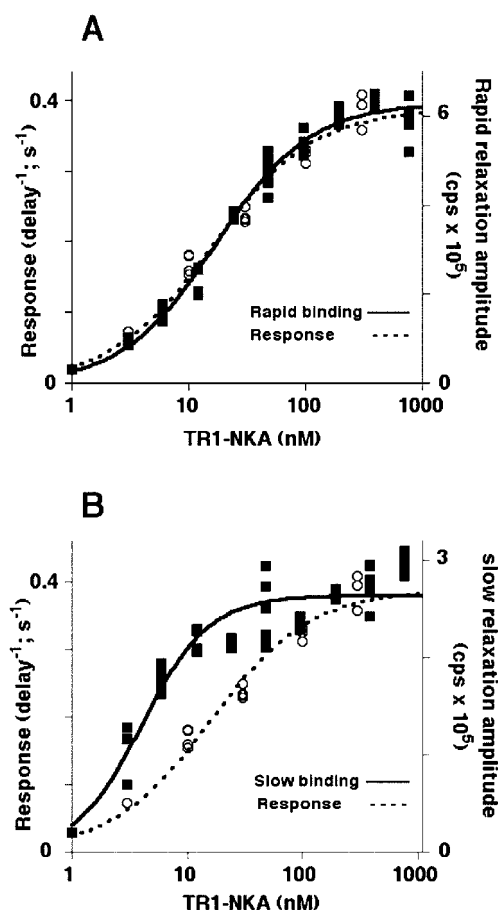 A
Response (delay-1; s-1)
0.4
0
Rapid relaxation amplitude
(cps x 10⁵)
6
0
Rapid binding
Response
1
10
100
1000
TR1-NKA (nM)
B
Response (delay-1; s-1)
0.4
0
slow relaxation amplitude
(cps x 10⁵)
3
0
Slow binding
Response
1
10
100
1000
TR1-NKA (nM)